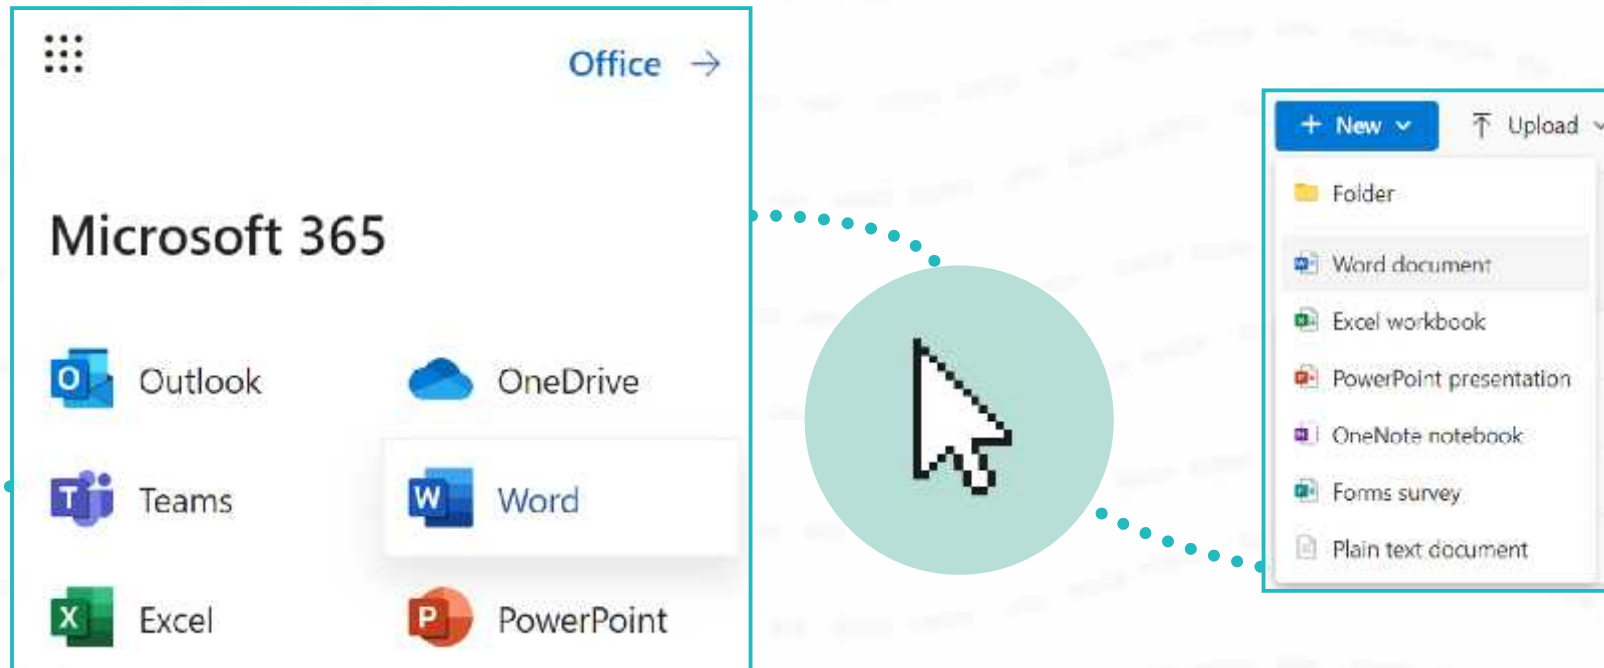 Office →
Microsoft 365
Outlook
OneDrive
Teams
Word
Excel
PowerPoint
+ New
Upload
Folder
Word document
Excel workbook
PowerPoint presentation
OneNote notebook
Forms survey
Plain text document